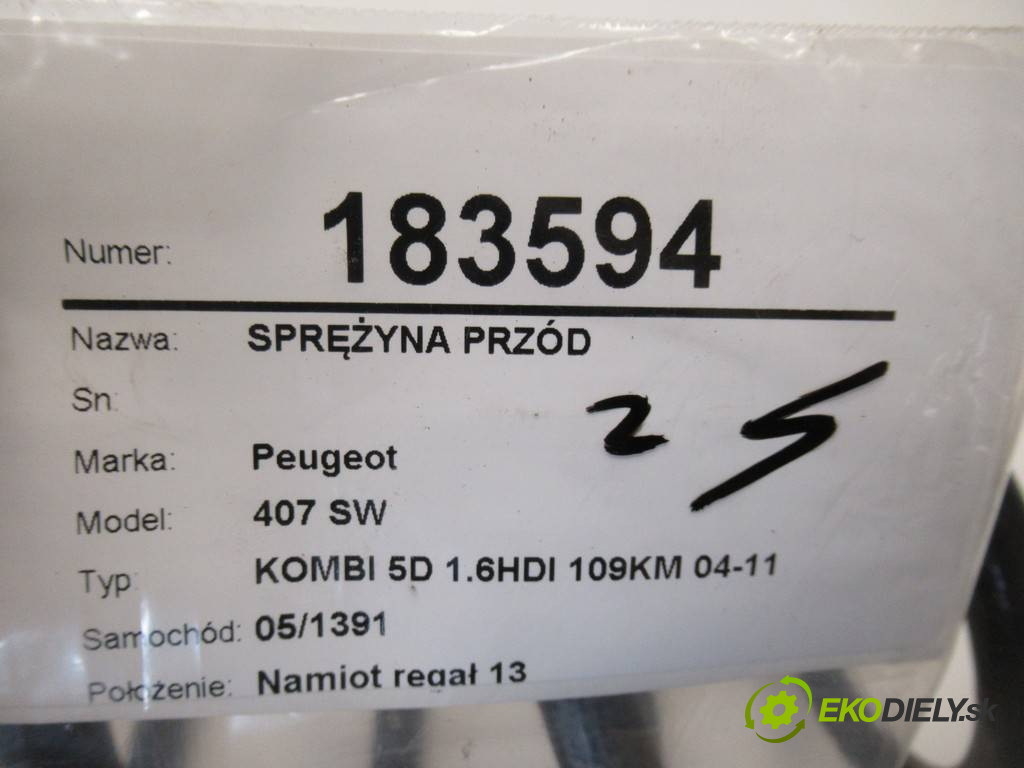 Numer: 183594
Nazwa: SPRĘŻYNA PRZÓD
Sn:
2 S
Marka: Peugeot
Model: 407 SW
Typ: KOMBI 5D 1.6HDI 109KM 04-11
Samochód: 05/1391
Położenie: Namiot regał 13
EKODIELY.sk